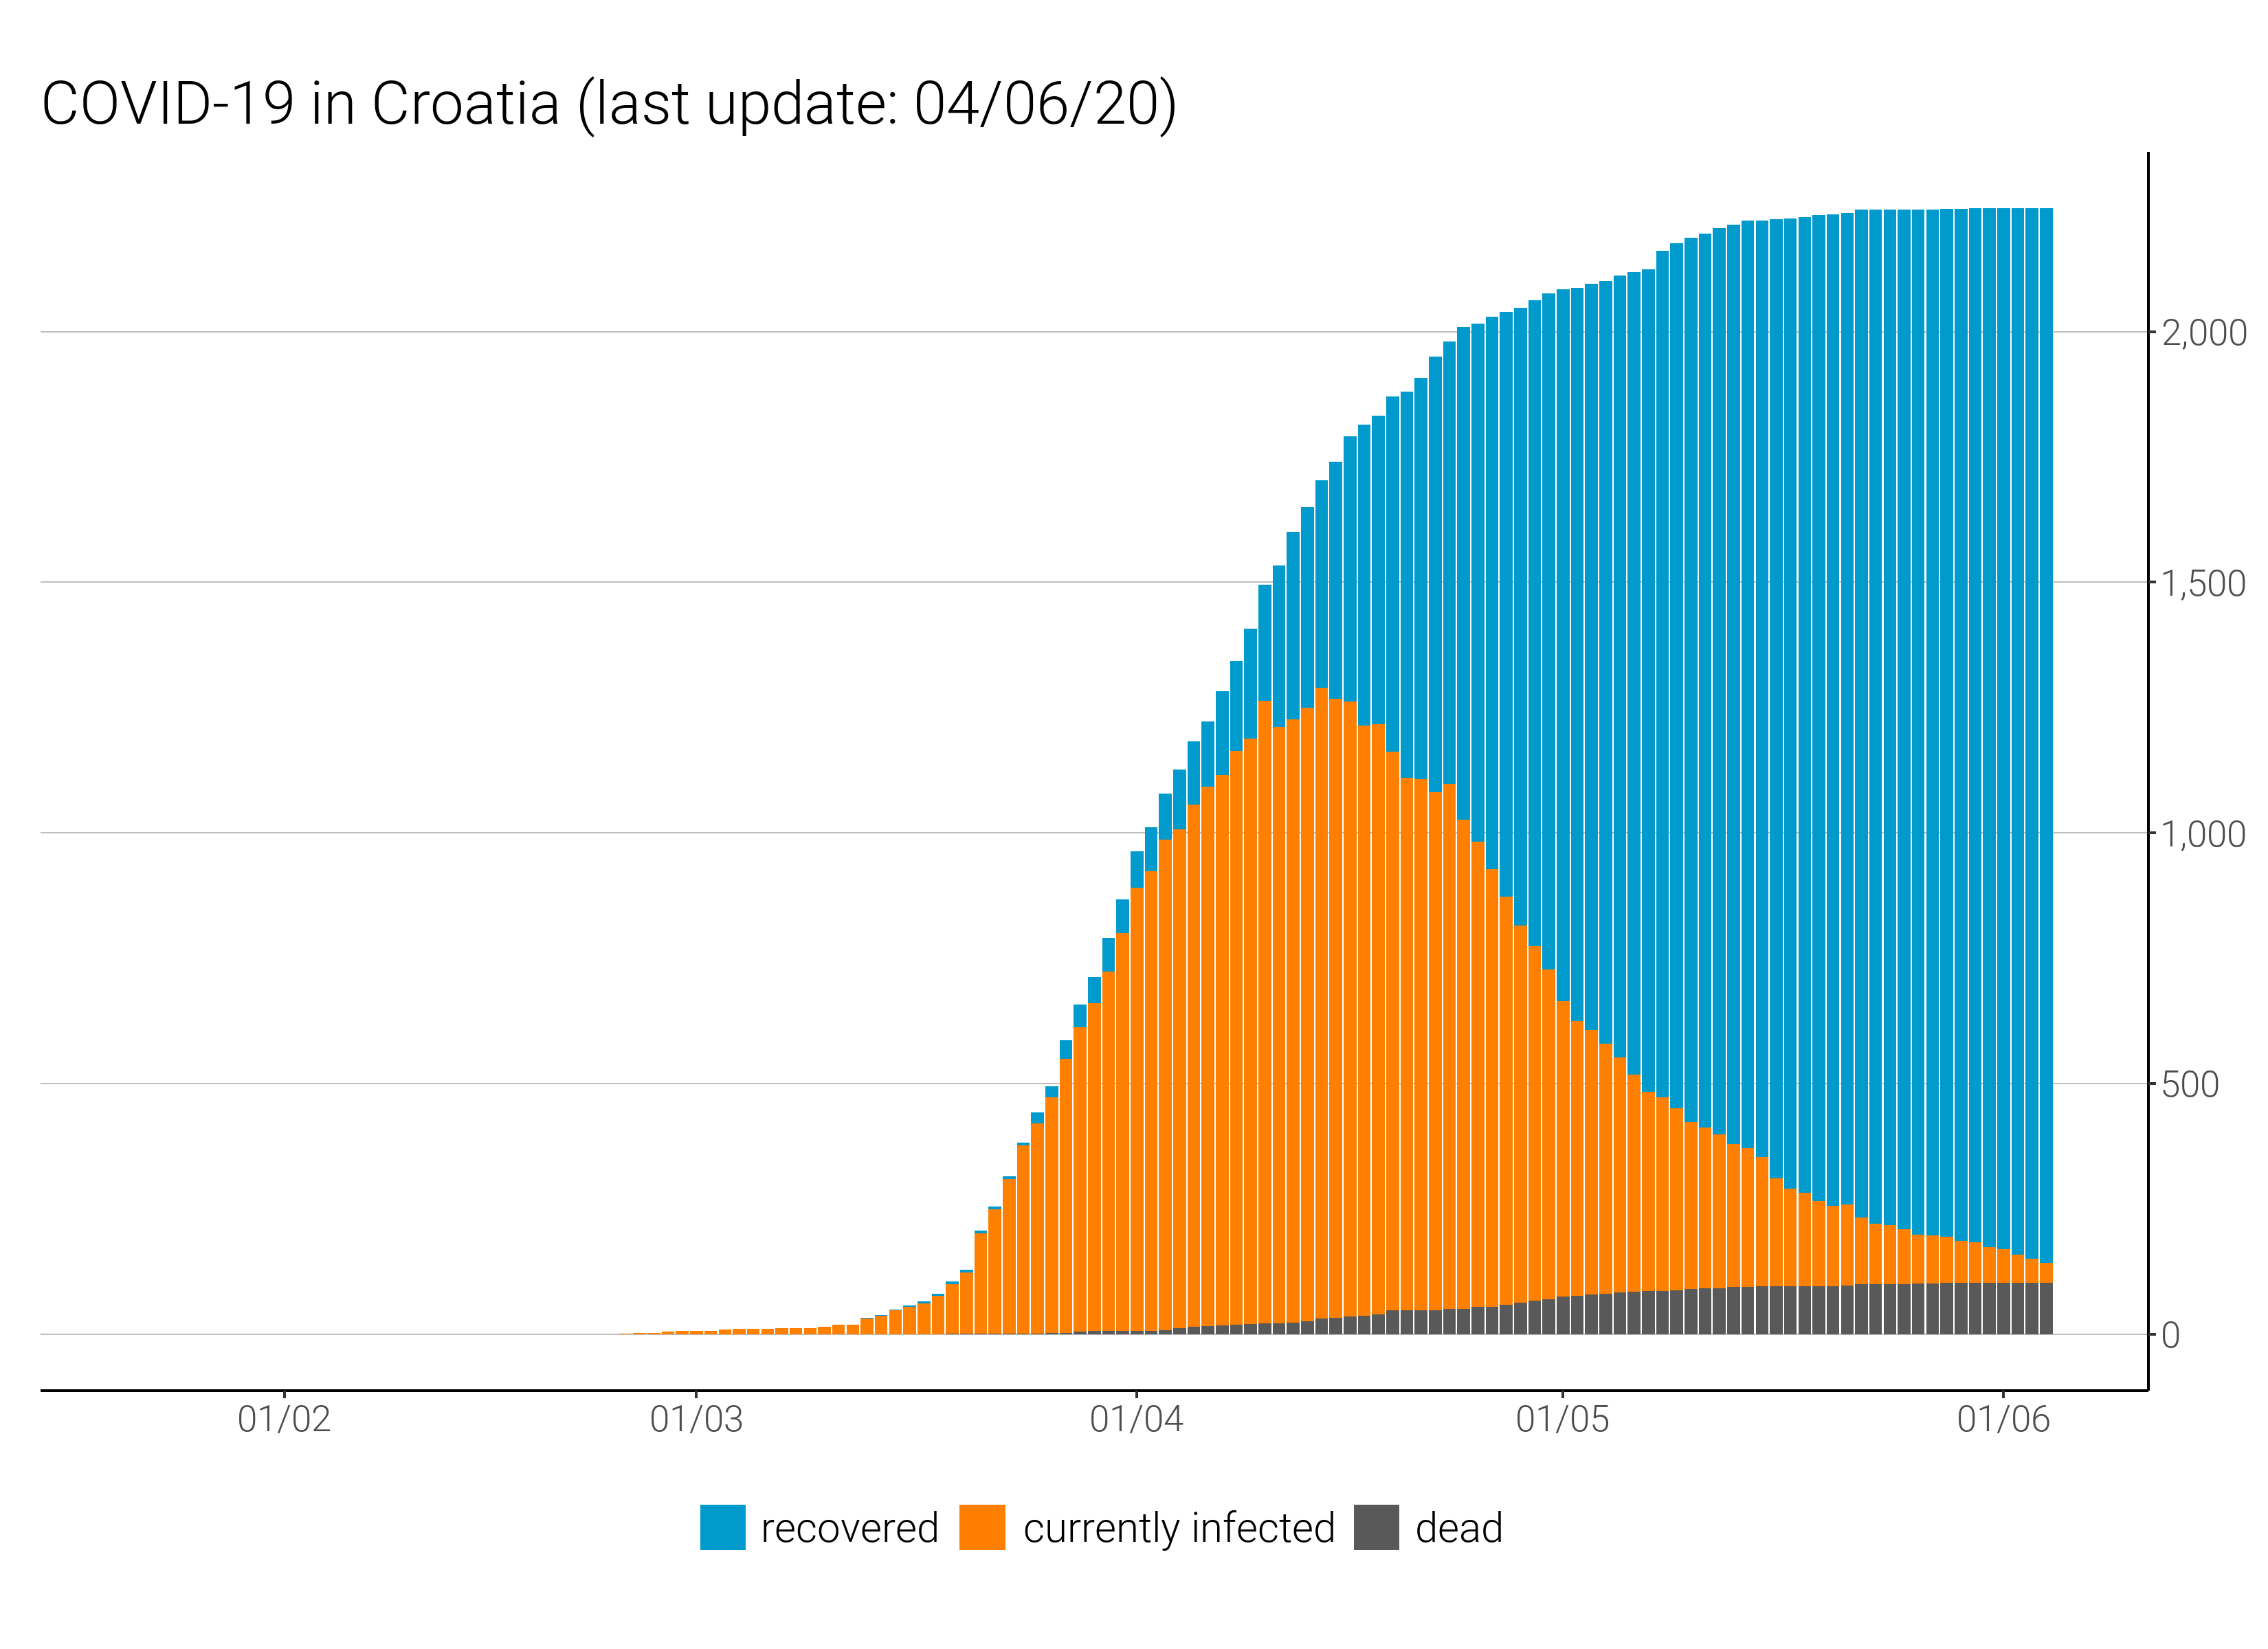 COVID-19 in Croatia (last update: 04/06/20)
2,000
1,500
1,000
500
0
01/02 01/03 01/04 01/05 01/06
recovered currently infected dead